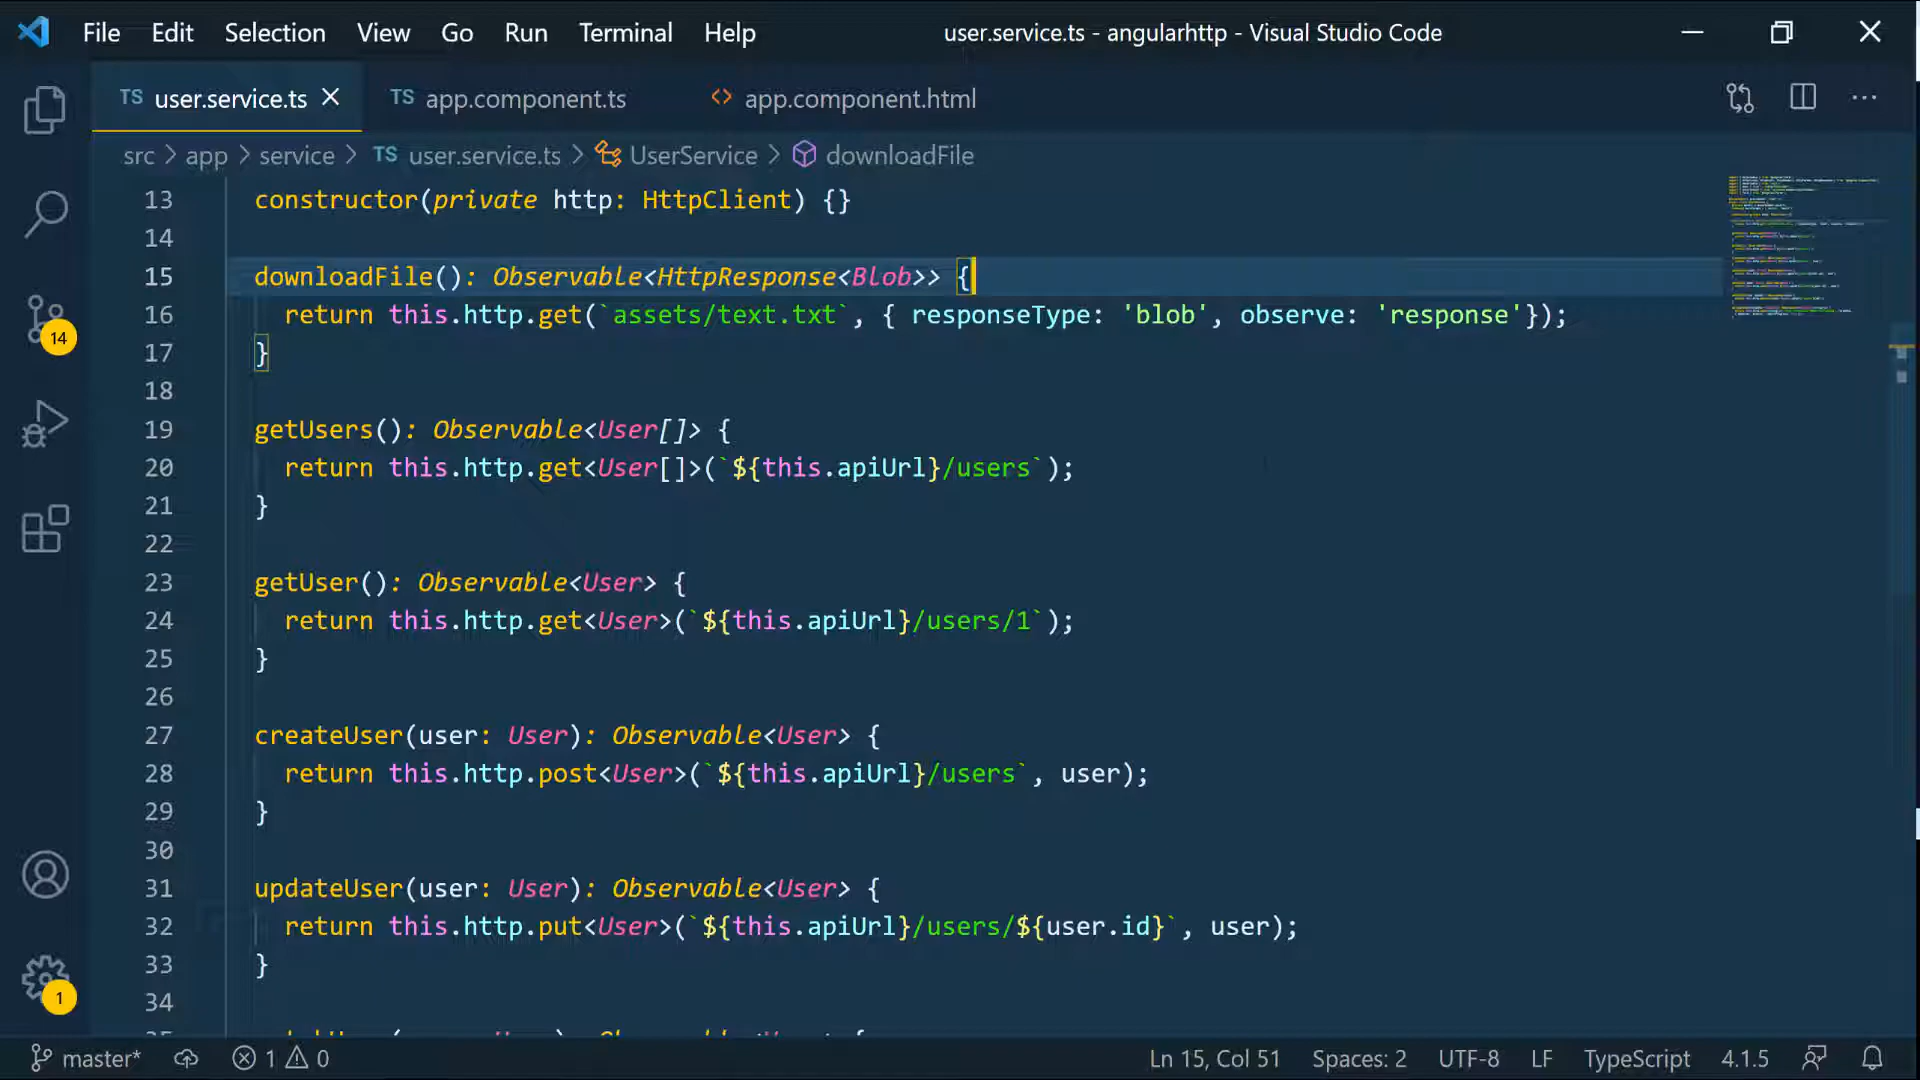 File Edit Selection View Go Run Terminal Help user.service.ts - angularhttp - Visual Studio Code
TS user.service.ts TS app.component.ts <> app.component.html
src > app > service > TS user.service.ts > UserService > downloadFile
13 constructor(private http: HttpClient) {}
14
15 downloadFile(): Observable<HttpResponse<Blob>> {
16 return this.http.get(`assets/text.txt`, { responseType: 'blob', observe: 'response'});
17 }
18
19 getUsers(): Observable<User[]> {
20 return this.http.get<User[]>(`${this.apiUrl}/users`);
21 }
22
23 getUser(): Observable<User> {
24 return this.http.get<User>(`${this.apiUrl}/users/1`);
25 }
26
27 createUser(user: User): Observable<User> {
28 return this.http.post<User>(`${this.apiUrl}/users`, user);
29 }
30
31 updateUser(user: User): Observable<User> {
32 return this.http.put<User>(`${this.apiUrl}/users/${user.id}`, user);
33 }
34
14
1
master* 1 0 Ln 15, Col 51 Spaces: 2 UTF-8 LF TypeScript 4.1.5